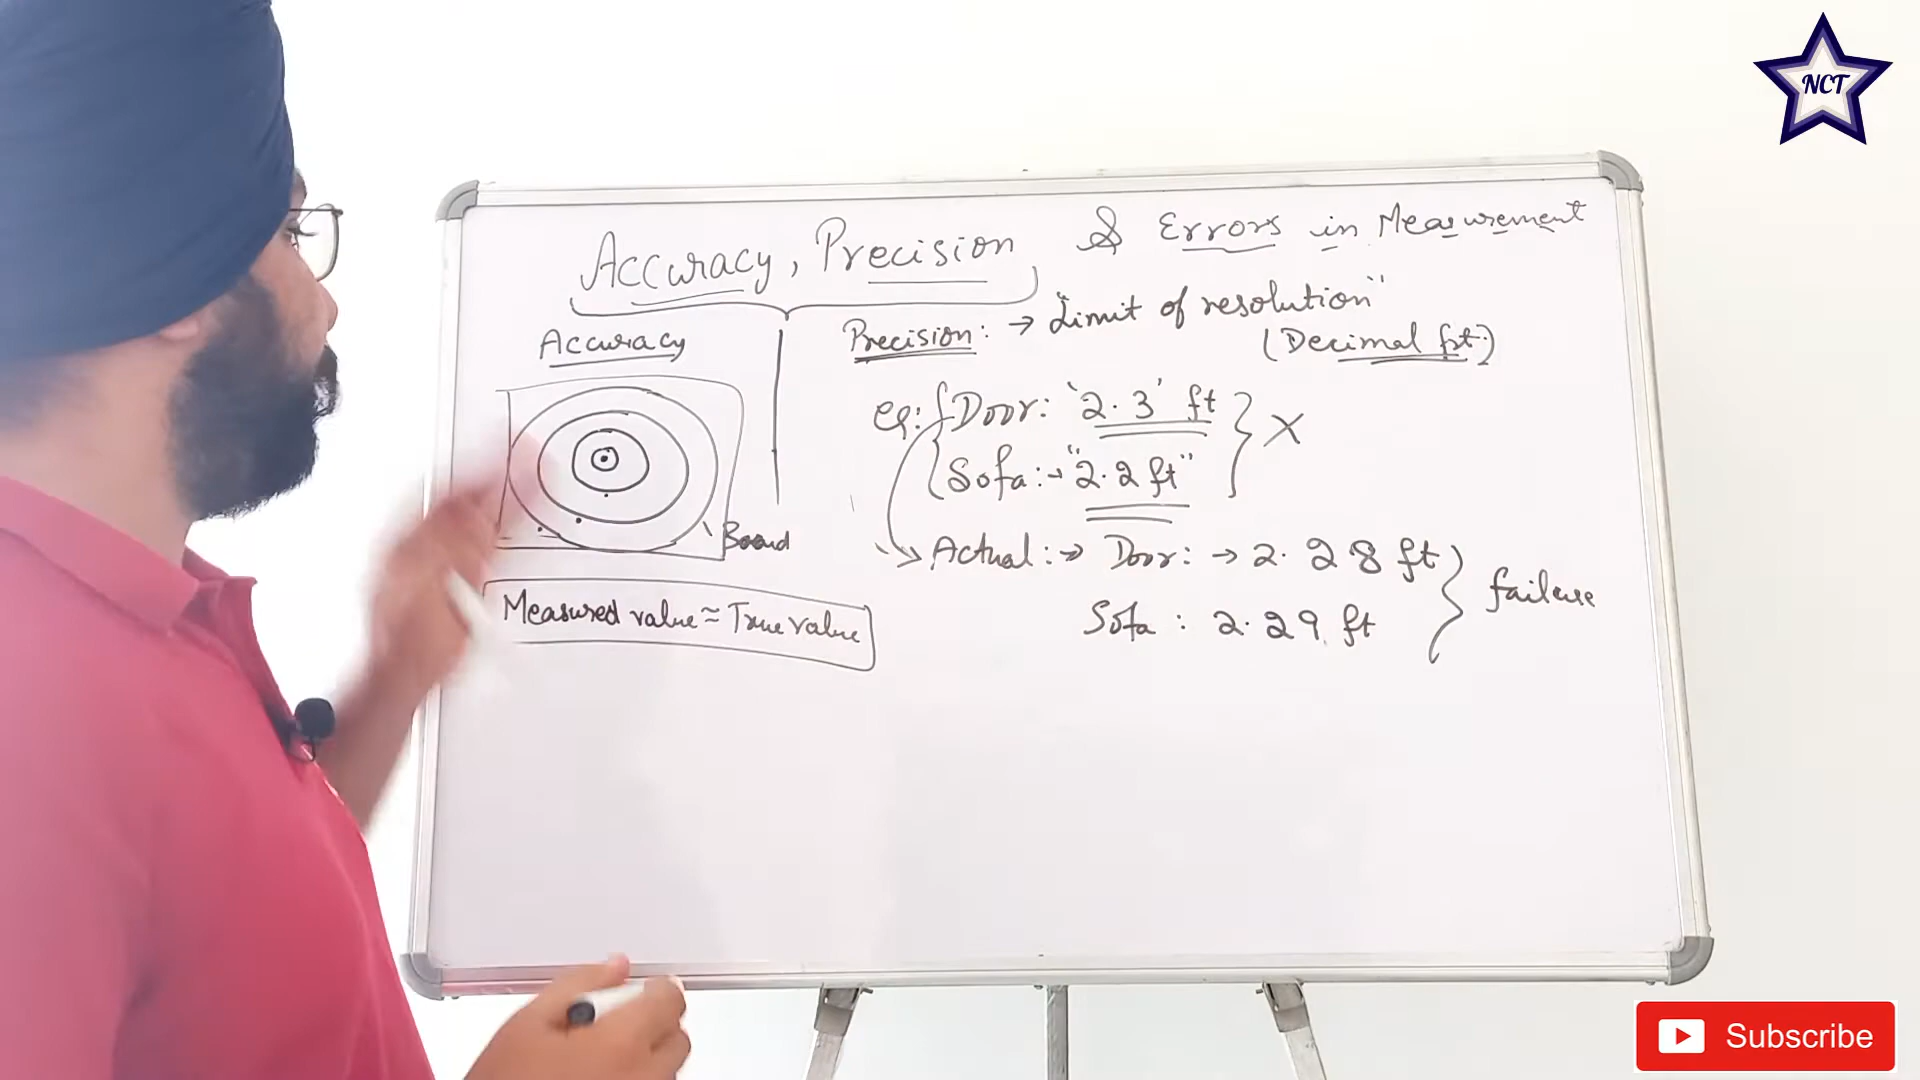 NCT
Accuracy, Precision & Errors in Measurement
Accuracy
Board
Measured value ≈ True value
Precision: → "Limit of resolution"
(Decimal pt.)
eg: { Door: '2.3' ft
Sofa: → "2.2 ft" } X
→ Actual: → Door: → 2.28 ft
Sofa: 2.29 ft } failure
Subscribe